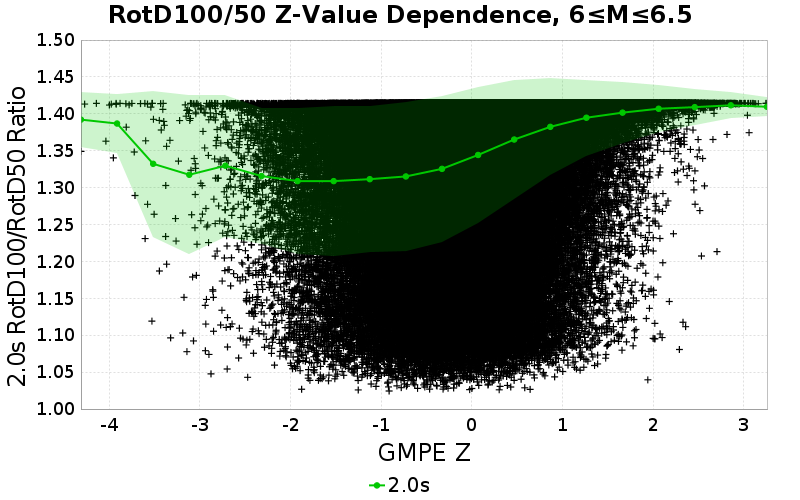 RotD100/50 Z-Value Dependence, 6≤M≤6.5
2.0s RotD100/RotD50 Ratio
1.50
1.45
1.40
1.35
1.30
1.25
1.20
1.15
1.10
1.05
1.00
-4 -3 -2 -1 0 1 2 3
GMPE Z
2.0s